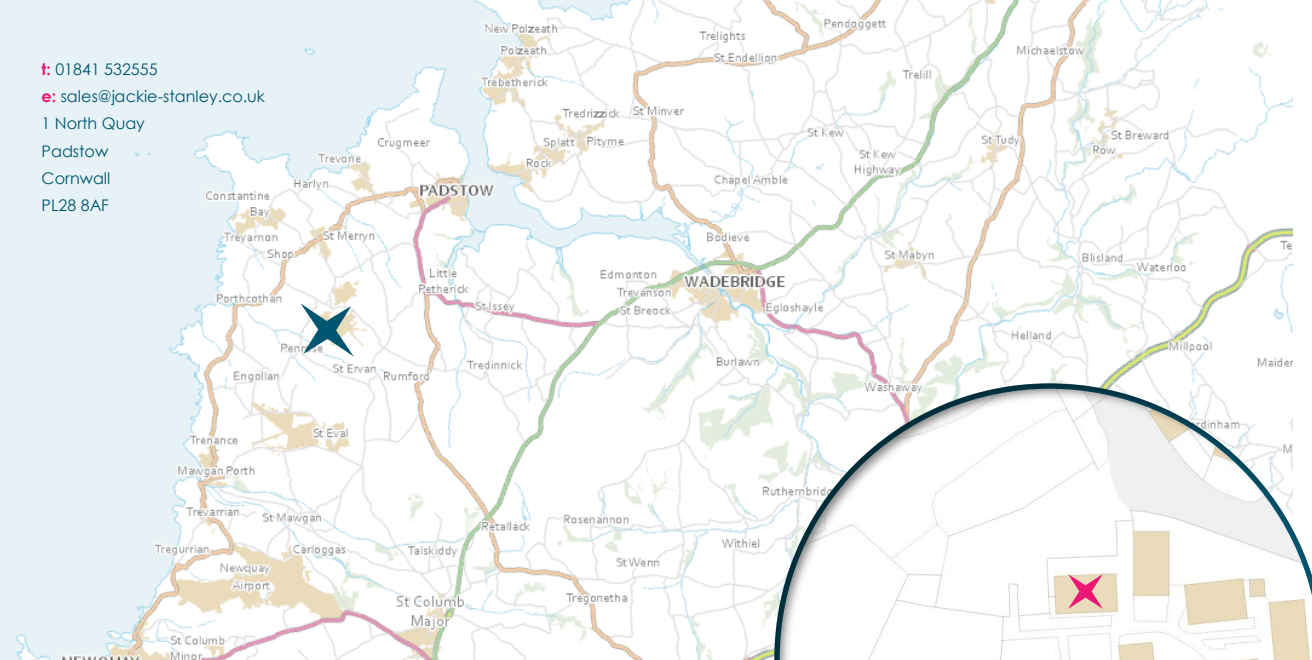 t: 01841 532555
e: sales@jackie-stanley.co.uk
1 North Quay
Padstow
Cornwall
PL28 8AF
New Polzeath
Polzeath
Trebetherick
Trelights
Pendoggett
St Endellion
Michaelstow
Trelill
Tredrizzick
St Minver
Splatt
Pityme
Rock
St Kew
St Kew
Highway
St Tudy
St Breward
Row
Chapel Amble
Crugmeer
Trevone
Harlyn
PADSTOW
Constantine
Bay
Treyarnon
Shop
St Merryn
Bodieve
Little
Petherick
Edmonton
WADEBRIDGE
Trevanson
St Breock
Egloshayle
St Mabyn
Blisland
Waterloo
Te
Porthcothan
St Issey
Helland
Millpool
Maider
St Ervan
Rumford
Tredinnick
Engollan
Burlawn
Washaway
rdinham
Trenance
St Eval
Mawgan Porth
M
Ruthernbridg
Trevarrian
St Mawgan
Retallack
Rosenannon
Withiel
Tregurrian
Carloggas
Talskiddy
St Wenn
Newquay
Airport
Tregonetha
St Columb
Major
St Columb
Minor
NEWQUAY